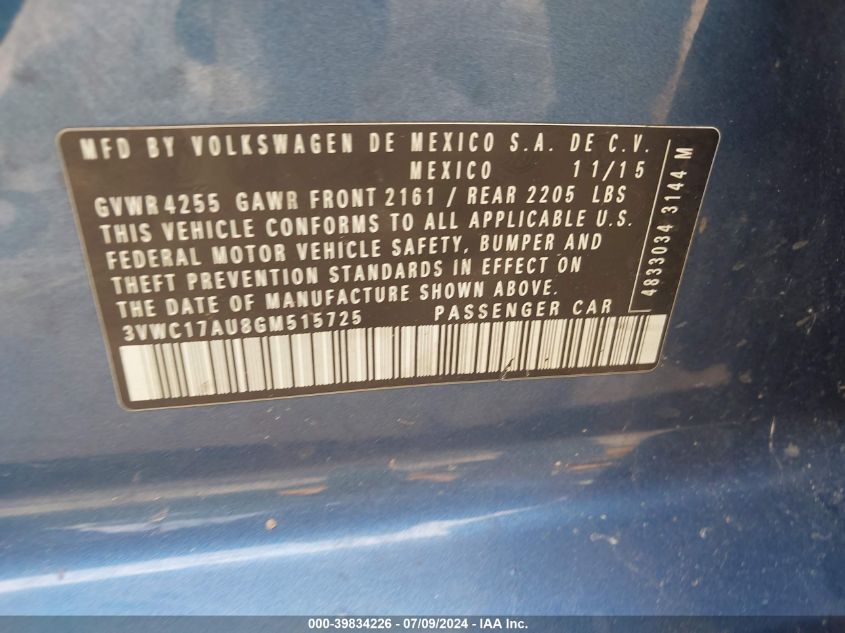 MFD BY VOLKSWAGEN DE MEXICO S.A. DE C.V.
MEXICO 11/15
GVWR 4255 GAWR FRONT 2161 / REAR 2205 LBS
THIS VEHICLE CONFORMS TO ALL APPLICABLE U.S.
FEDERAL MOTOR VEHICLE SAFETY, BUMPER AND
THEFT PREVENTION STANDARDS IN EFFECT ON
THE DATE OF MANUFACTURE SHOWN ABOVE.
3VWC17AU8GM515725 PASSENGER CAR
4833034 3144 M
000-39834226 - 07/09/2024 - IAA Inc.